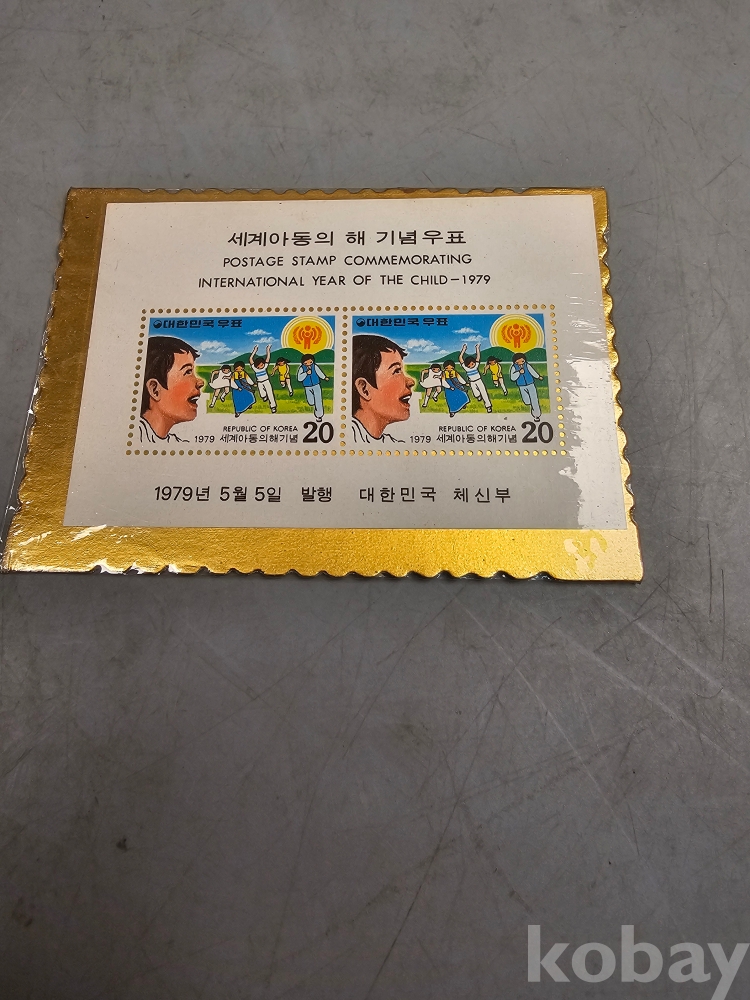 세계아동의 해 기념우표
POSTAGE STAMP COMMEMORATING
INTERNATIONAL YEAR OF THE CHILD-1979
대한민국우표
REPUBLIC OF KOREA
1979 세계아동의해기념 20
대한민국우표
REPUBLIC OF KOREA
1979 세계아동의해기념 20
1979년 5월 5일 발행 대한민국 체신부
kobay